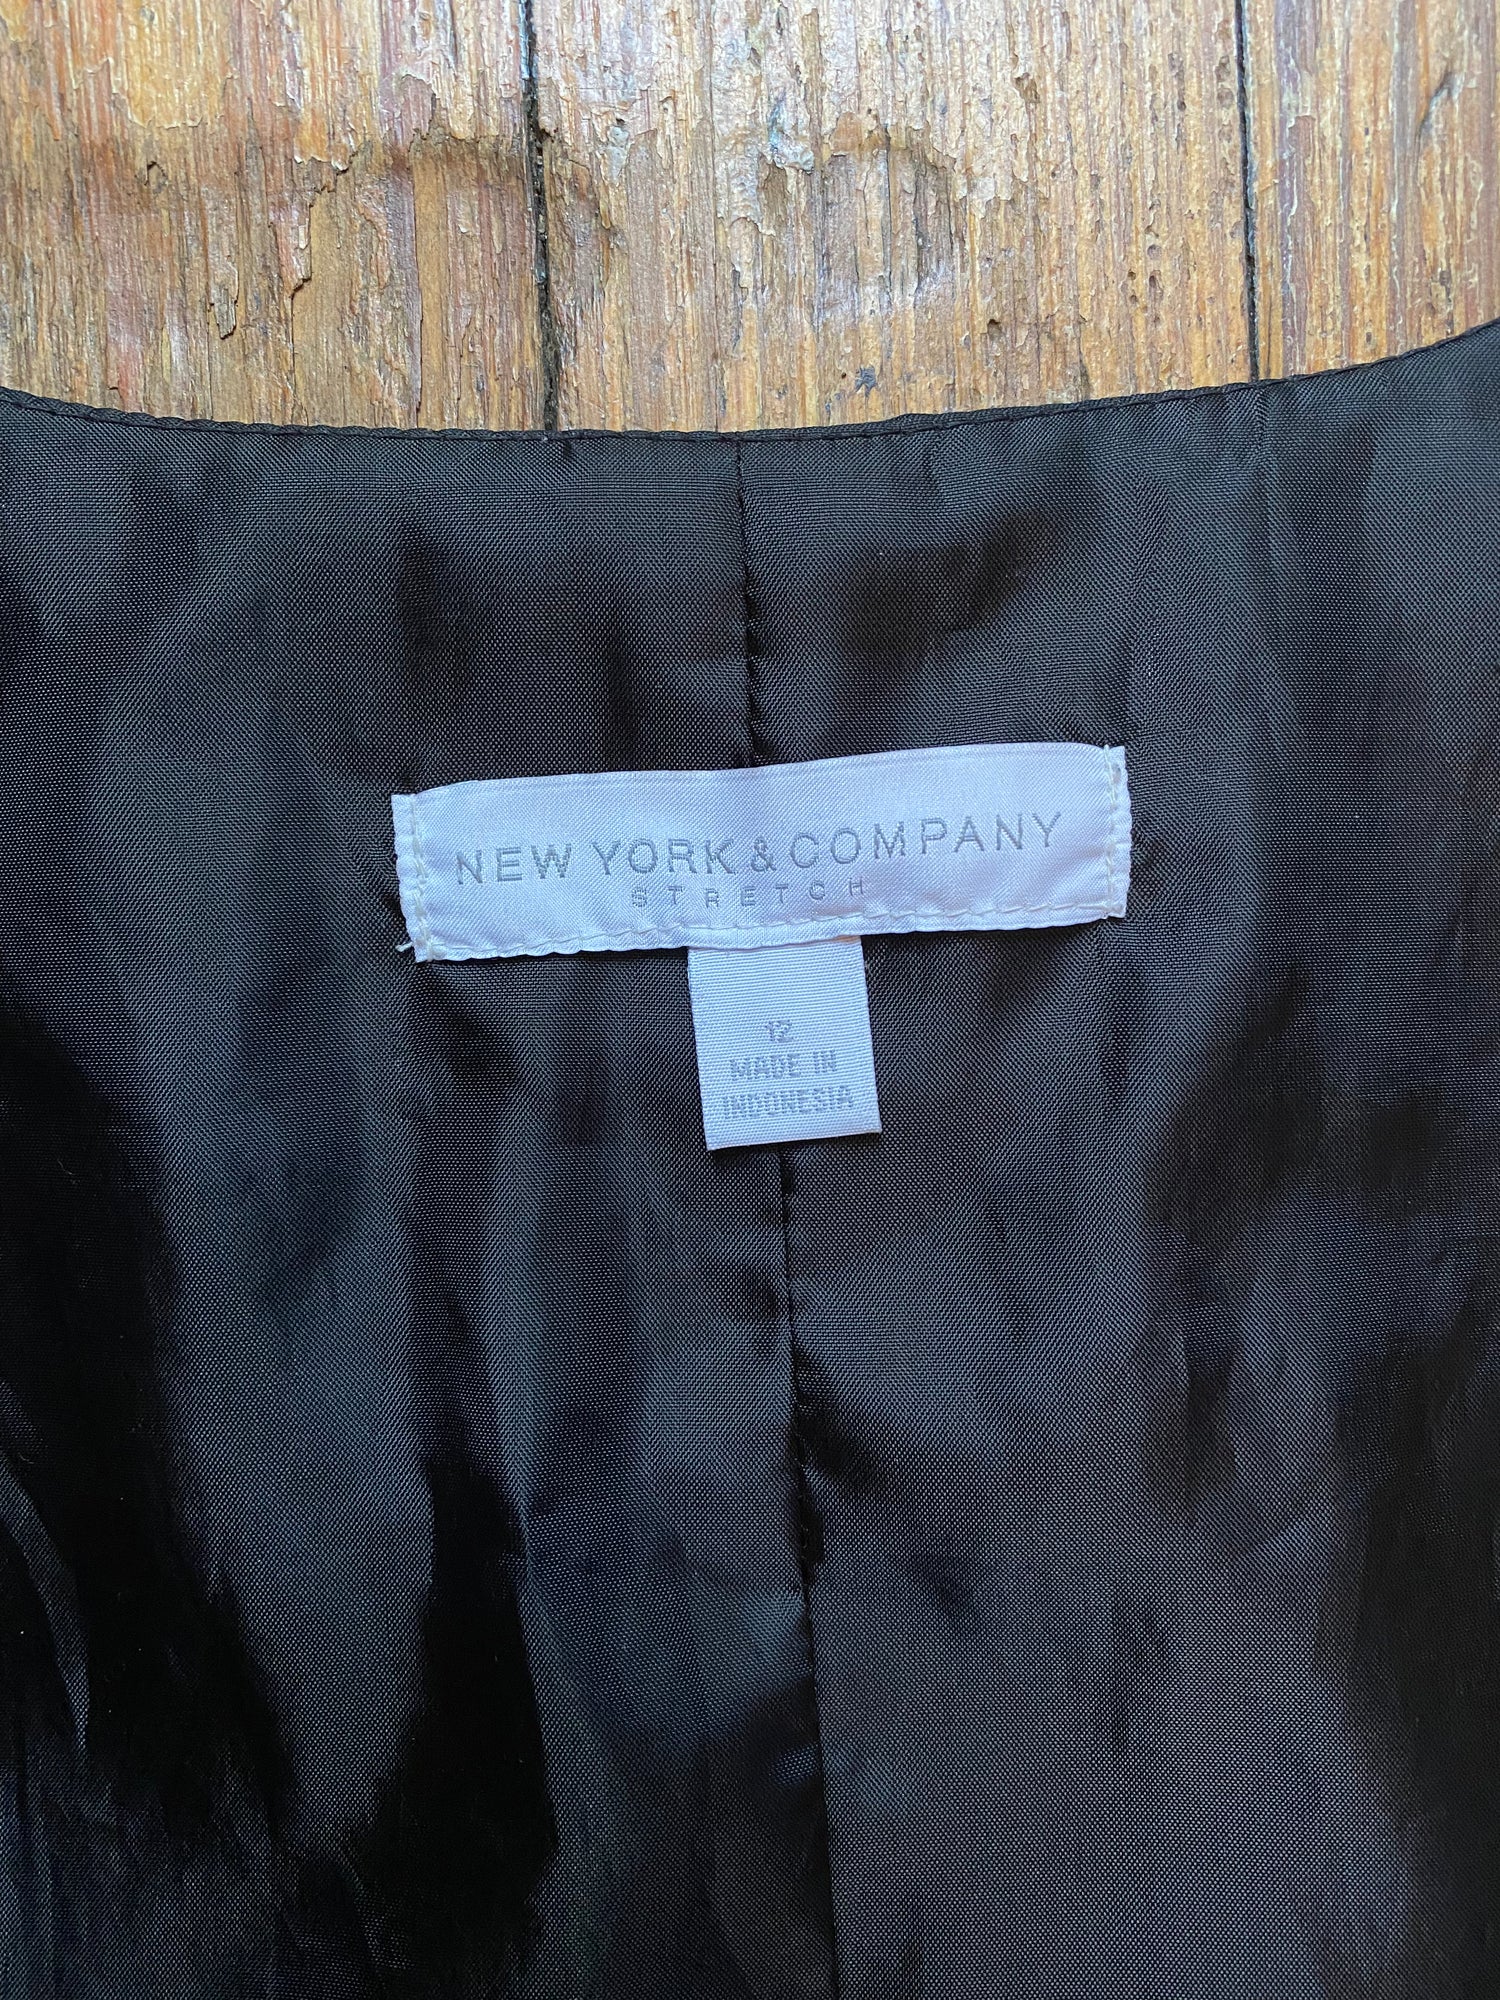 NEW YORK & COMPANY
STRETCH
12
MADE IN
INDONESIA